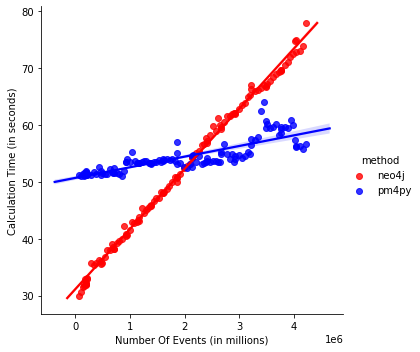 80
70
60
50
40
30
Calculation Time (in seconds)
0
1
2
3
4
1e6
Number Of Events (in millions)
method
neo4j
pm4py